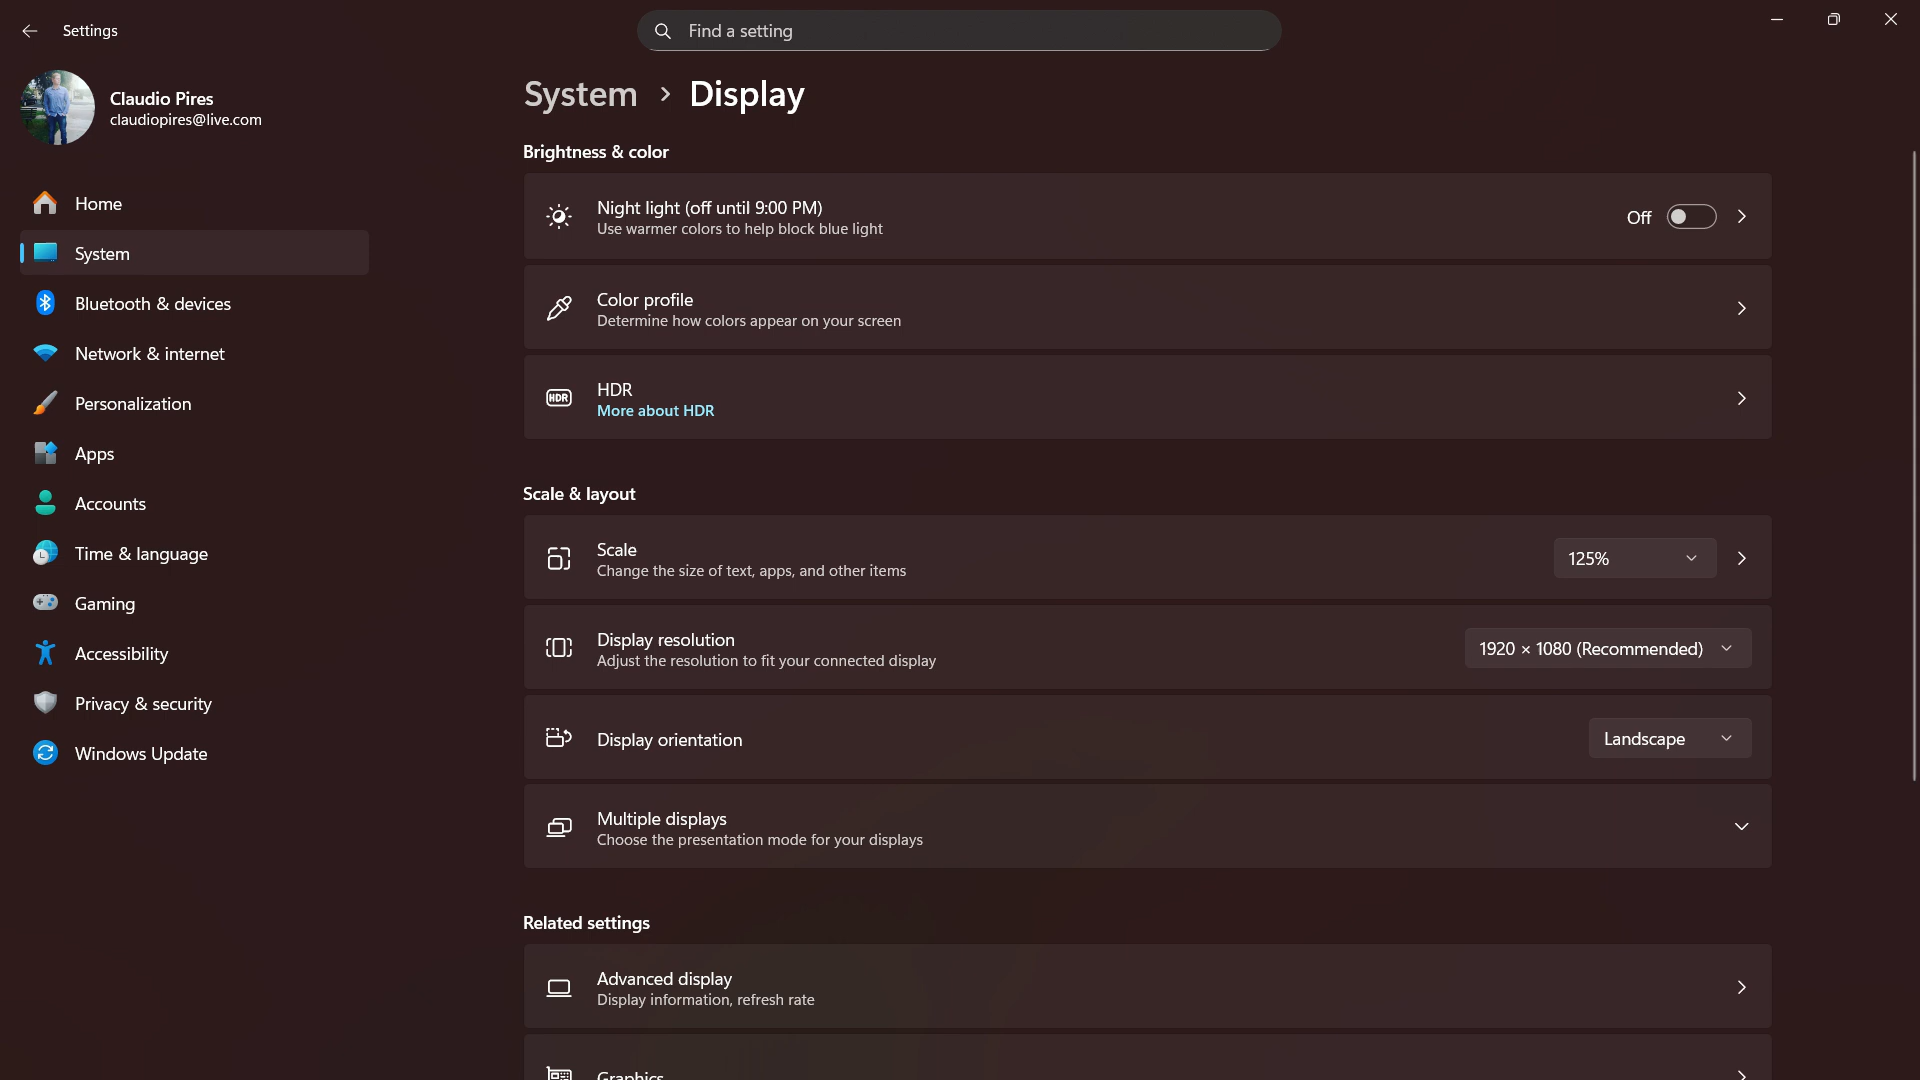 Settings
Find a setting
Claudio Pires
claudiopires@live.com
Home
System
Bluetooth & devices
Network & internet
Personalization
Apps
Accounts
Time & language
Gaming
Accessibility
Privacy & security
Windows Update
System > Display
Brightness & color
Night light (off until 9:00 PM)
Use warmer colors to help block blue light
Off
Color profile
Determine how colors appear on your screen
HDR
HDR
More about HDR
Scale & layout
Scale
Change the size of text, apps, and other items
125%
Display resolution
Adjust the resolution to fit your connected display
1920 × 1080 (Recommended)
Display orientation
Landscape
Multiple displays
Choose the presentation mode for your displays
Related settings
Advanced display
Display information, refresh rate
Graphics